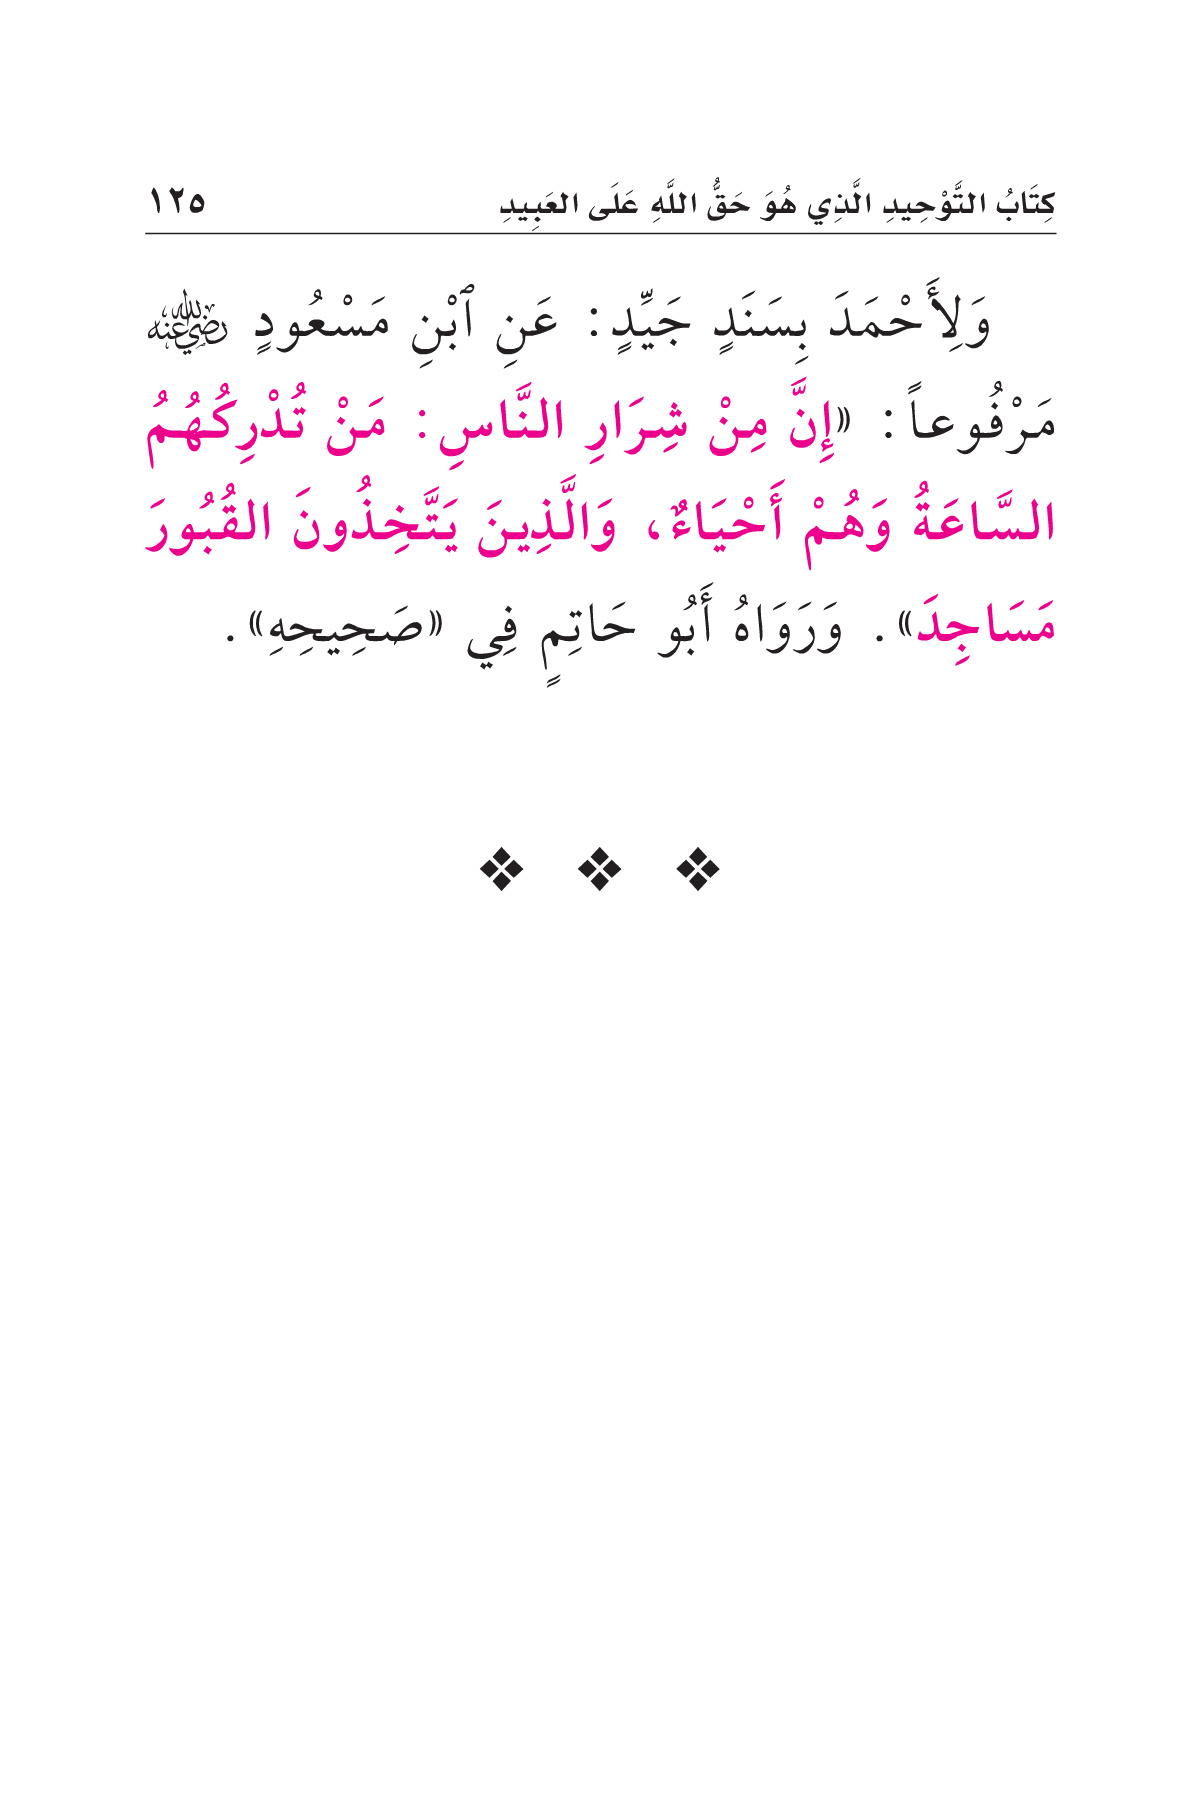 كِتَابُ التَّوْحِيدِ الَّذِي هُوَ حَقُّ اللَّهِ عَلَى العَبِيدِ ١٢٥
وَلِأَحْمَدَ بِسَنَدٍ جَيِّدٍ: عَنِ ٱبْنِ مَسْعُودٍ رضي الله عنه
مَرْفُوعاً: «إِنَّ مِنْ شِرَارِ النَّاسِ: مَنْ تُدْرِكُهُمُ
السَّاعَةُ وَهُمْ أَحْيَاءٌ، وَالَّذِينَ يَتَّخِذُونَ القُبُورَ
مَسَاجِدَ». وَرَوَاهُ أَبُو حَاتِمٍ فِي «صَحِيحِهِ».